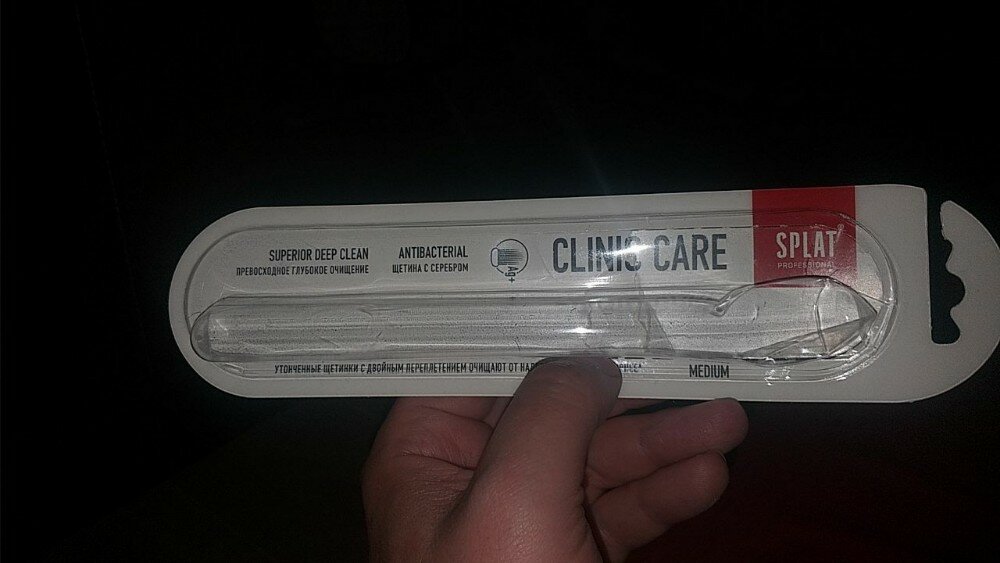 SUPERIOR DEEP CLEAN
ПРЕВОСХОДНОЕ ГЛУБОКОЕ ОЧИЩЕНИЕ
ANTIBACTERIAL
ЩЕТИНА С СЕРЕБРОМ
Ag+
CLINIC CARE
SPLAT
PROFESSIONAL
УТОНЧЕННЫЕ ЩЕТИНКИ С ДВОЙНЫМ ПЕРЕПЛЕТЕНИЕМ ОЧИЩАЮТ ОТ
MEDIUM